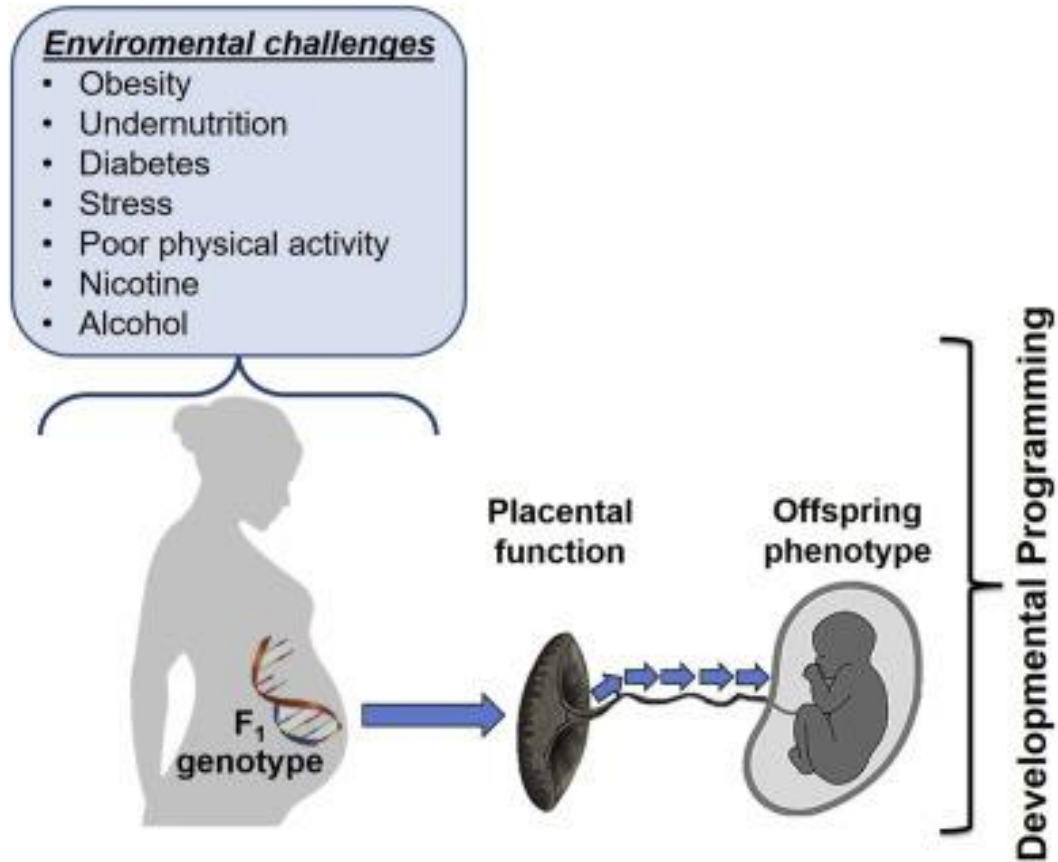 Enviromental challenges
• Obesity
• Undernutrition
• Diabetes
• Stress
• Poor physical activity
• Nicotine
• Alcohol
Placental
function
Offspring
phenotype
F₁
genotype
Developmental Programming